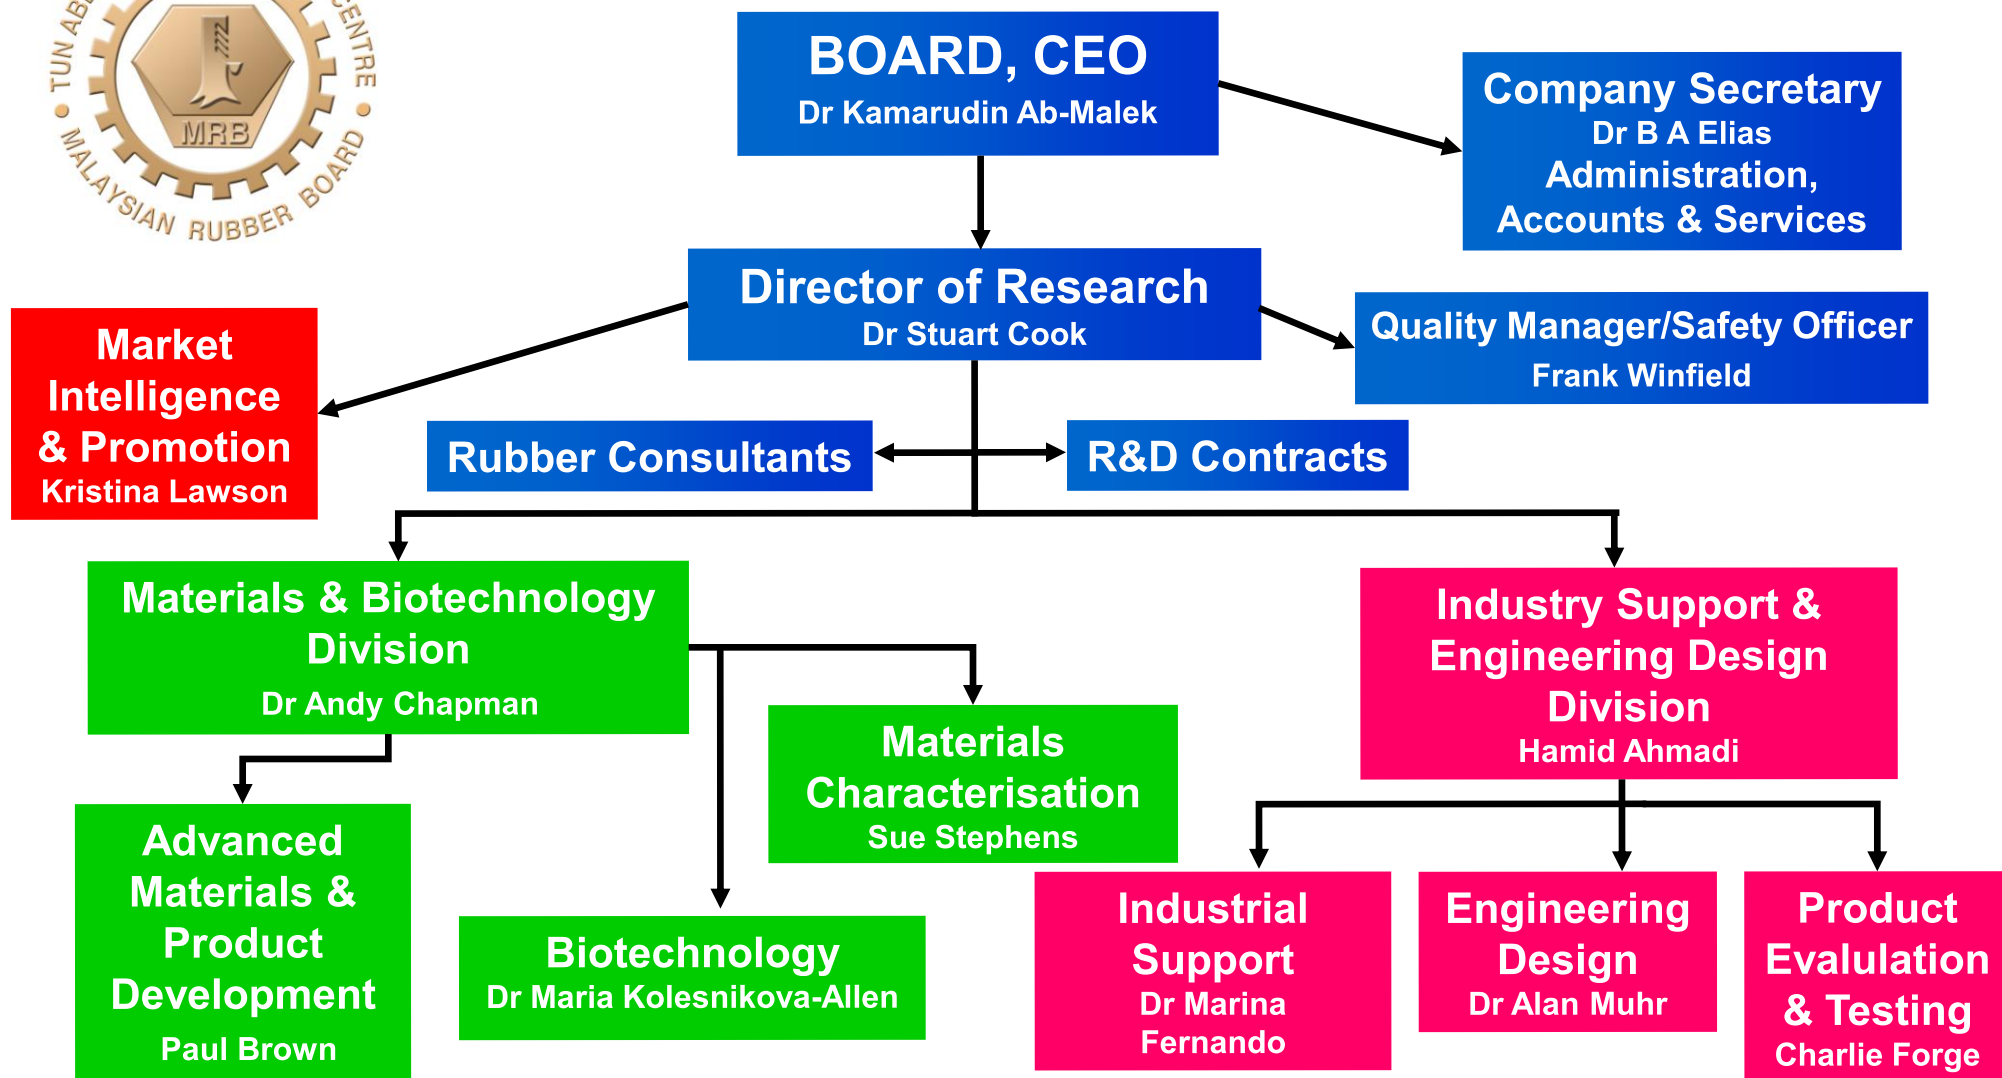 TUN AB
CENTRE
MRB
MALAYSIAN RUBBER BOARD
BOARD, CEO
Dr Kamarudin Ab-Malek
Company Secretary
Dr B A Elias
Administration,
Accounts & Services
Director of Research
Dr Stuart Cook
Quality Manager/Safety Officer
Frank Winfield
Market
Intelligence
& Promotion
Kristina Lawson
Rubber Consultants
R&D Contracts
Materials & Biotechnology
Division
Dr Andy Chapman
Industry Support &
Engineering Design
Division
Hamid Ahmadi
Materials
Characterisation
Sue Stephens
Advanced
Materials &
Product
Development
Paul Brown
Biotechnology
Dr Maria Kolesnikova-Allen
Industrial
Support
Dr Marina
Fernando
Engineering
Design
Dr Alan Muhr
Product
Evalulation
& Testing
Charlie Forge